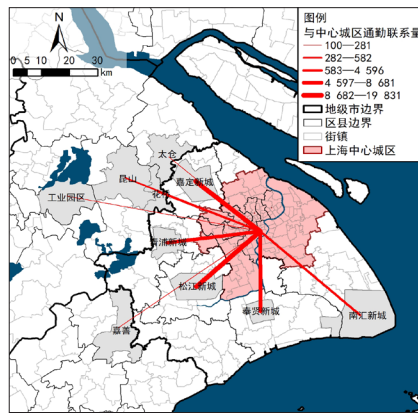 N
0 5 10 20 30
km
图例
与中心城区通勤联系量
100—281
282—582
583—4 596
4 597—8 681
8 682—19 831
地级市边界
区县边界
街镇
上海中心城区
太仓
昆山
嘉定新城
花桥
工业园区
青浦新城
松江新城
奉贤新城
南汇新城
嘉善